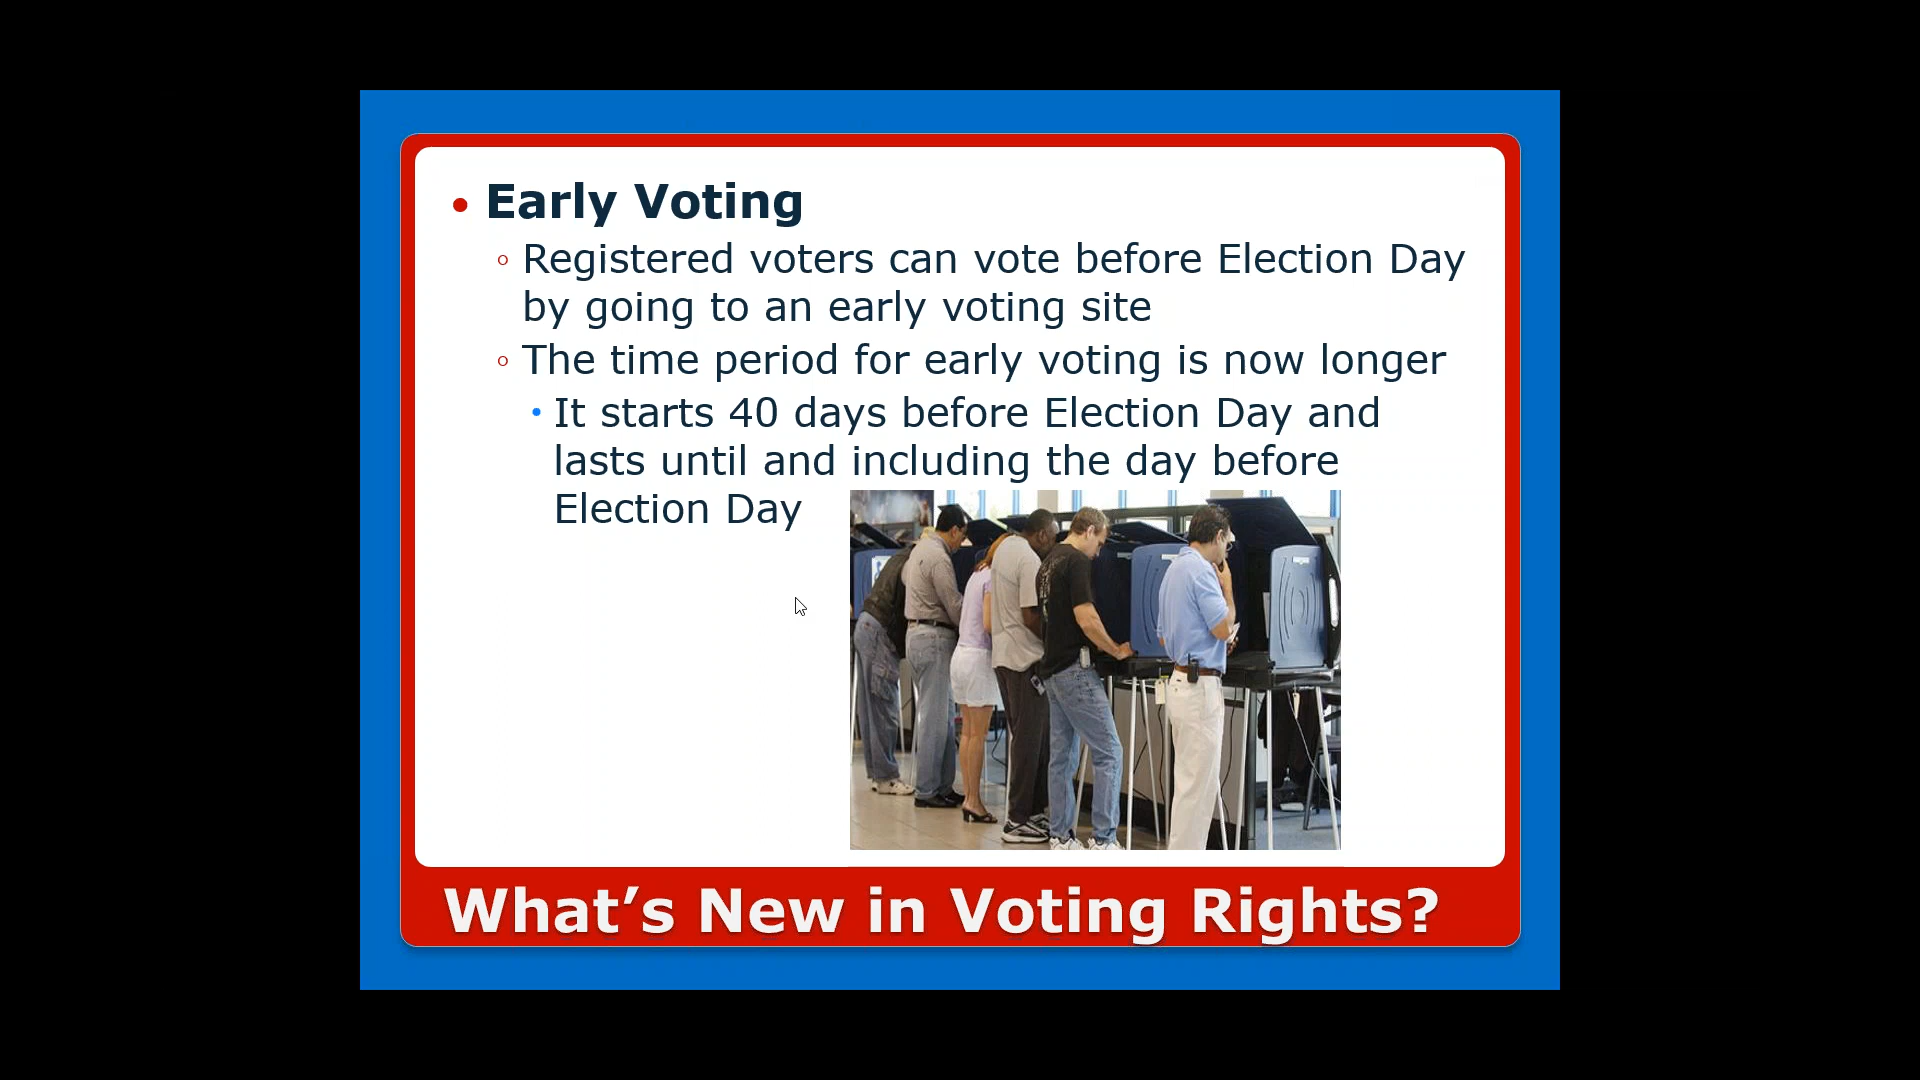 Early Voting
Registered voters can vote before Election Day
by going to an early voting site
The time period for early voting is now longer
It starts 40 days before Election Day and
lasts until and including the day before
Election Day
What’s New in Voting Rights?